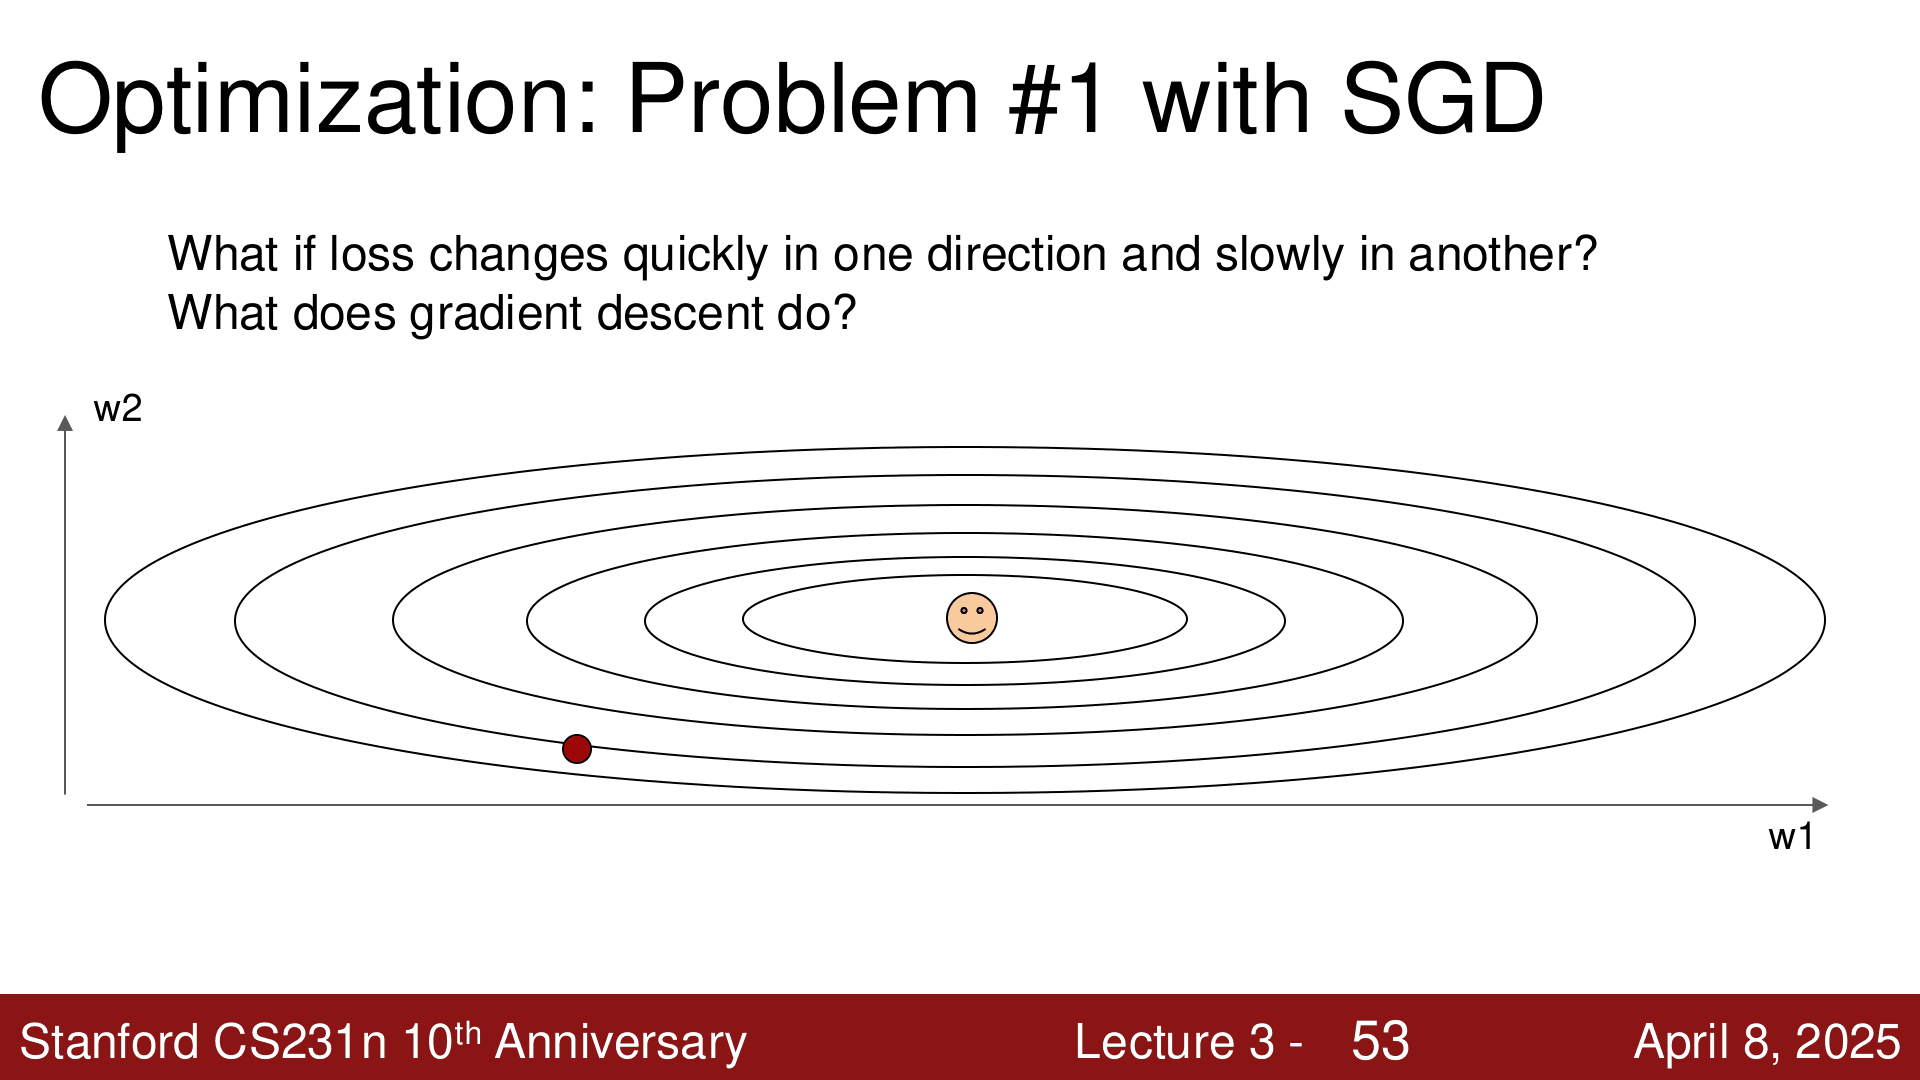 Optimization: Problem #1 with SGD
What if loss changes quickly in one direction and slowly in another?
What does gradient descent do?
w2
w1
Stanford CS231n 10th Anniversary
Lecture 3 - 53
April 8, 2025